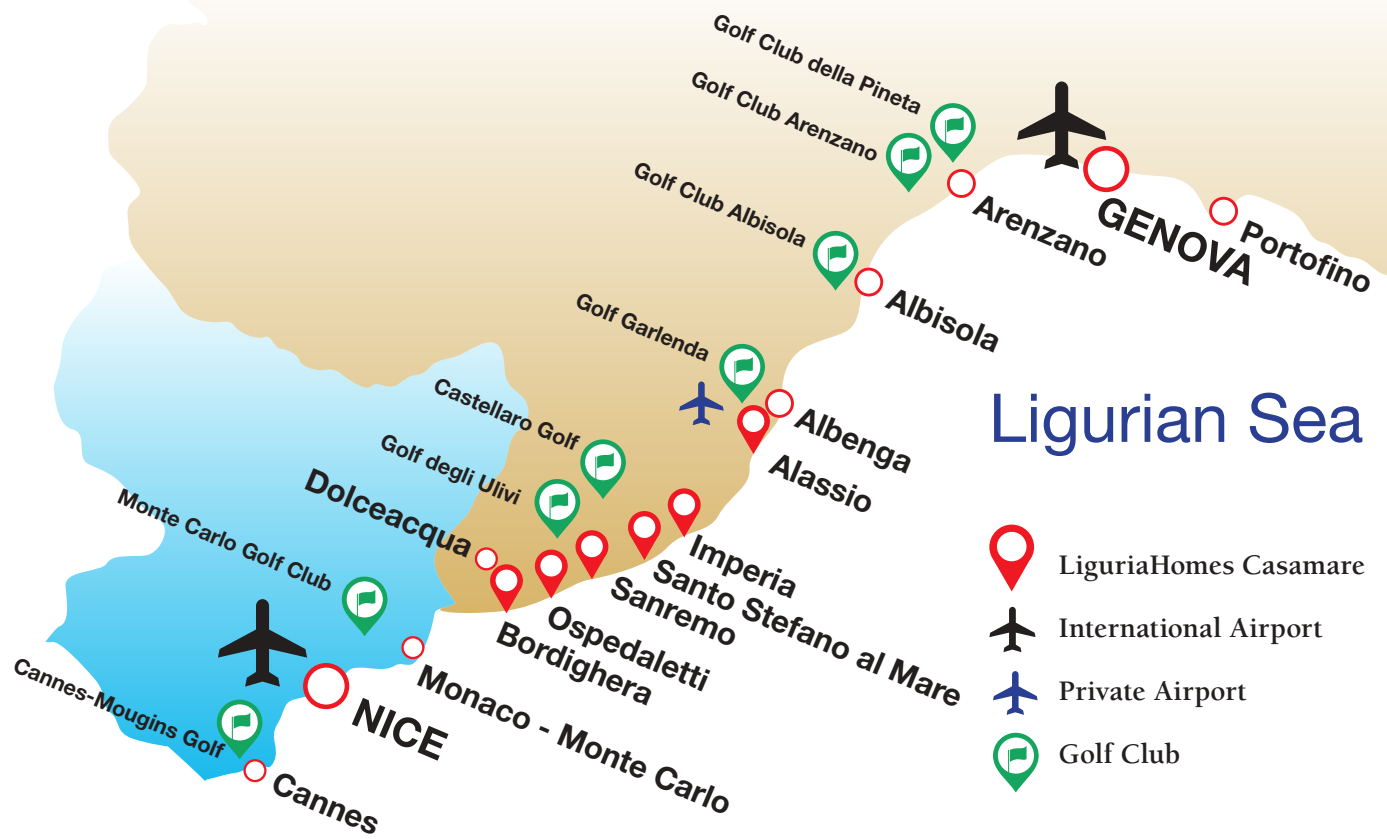 Golf Club della Pineta
Golf Club Arenzano
Golf Club Albisola
Arenzano
GENOVA
Portofino
Albisola
Golf Garlenda
Albenga
Alassio
Ligurian Sea
Castellaro Golf
Golf degli Ulivi
Dolceacqua
Monte Carlo Golf Club
Imperia
Santo Stefano al Mare
Sanremo
Ospedaletti
Bordighera
Cannes-Mougins Golf
Monaco - Monte Carlo
NICE
Cannes
LiguriaHomes Casamare
International Airport
Private Airport
Golf Club